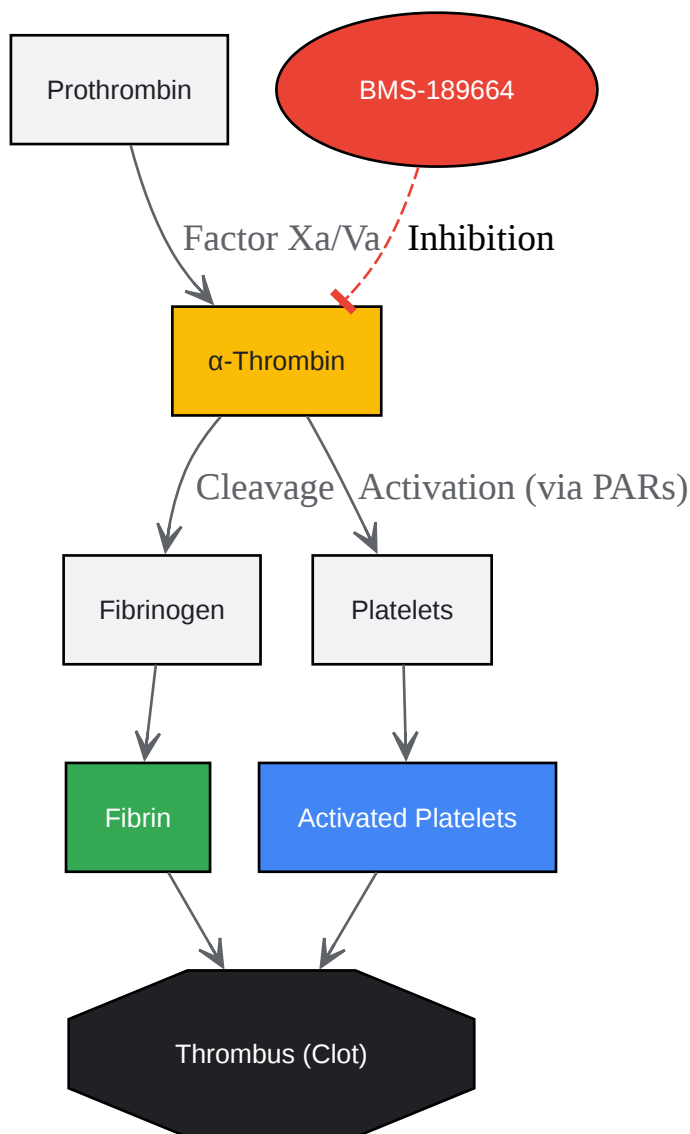 Prothrombin
BMS-189664
Factor Xa/Va
Inhibition
α-Thrombin
Cleavage
Activation (via PARs)
Fibrinogen
Platelets
Fibrin
Activated Platelets
Thrombus (Clot)